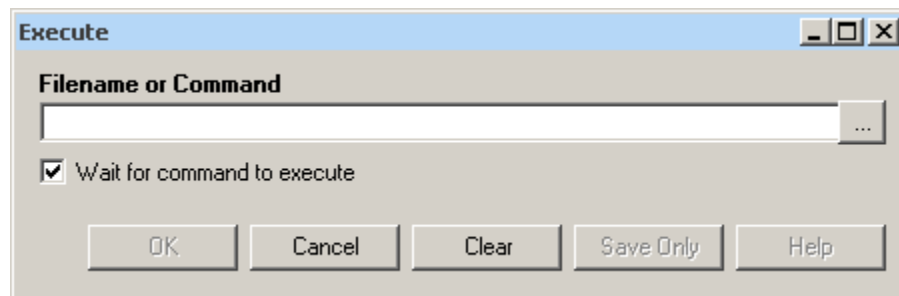 Execute
Filename or Command
...
Wait for command to execute
OK Cancel Clear Save Only Help